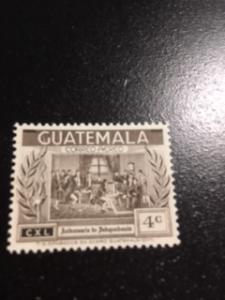 GUATEMALA
CORREO AEREO
CXL Aniversario de Independencia 4c